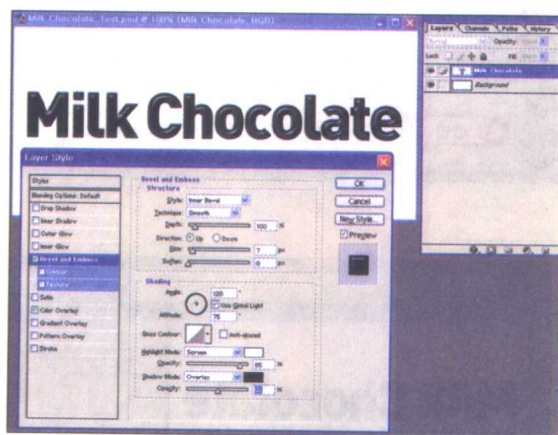 Milk_Chocolate_Text.psd @ 100% (Milk Chocolate, RGB)
Milk Chocolate
Layers Channels Paths History
Opacity:
Lock: Fill:
Milk Chocolate
Background
Layer Style
Styles
Blending Options: Default
Drop Shadow
Inner Shadow
Outer Glow
Inner Glow
Bevel and Emboss
Contour
Texture
Satin
Color Overlay
Gradient Overlay
Pattern Overlay
Stroke
Bevel and Emboss
Structure
Style: Inner Bevel
Technique: Smooth
Depth: 100 %
Direction: Up Down
Size: 7 px
Soften: 0 px
Shading
Angle: 120 °
Use Global Light
Altitude: 75 °
Gloss Contour: Anti-aliased
Highlight Mode: Screen
Opacity: 85 %
Shadow Mode: Overlay
Opacity: %
OK
Cancel
New Style...
Preview